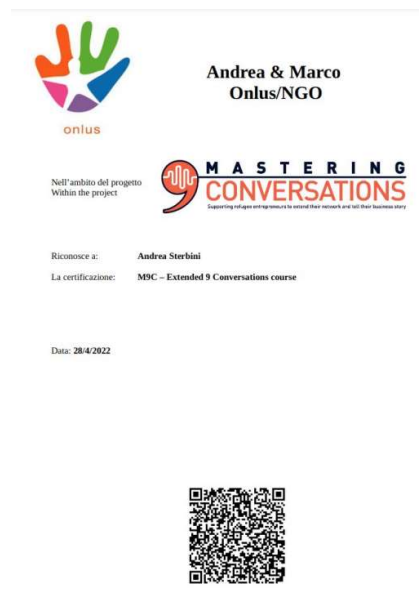 onlus
Andrea & Marco
Onlus/NGO
Nell'ambito del progetto
Within the project
MASTERING
CONVERSATIONS
Supporting refugee entrepreneurs to extend their network and tell their business story
Riconosce a: Andrea Sterbini
La certificazione: M9C – Extended 9 Conversations course
Data: 28/4/2022